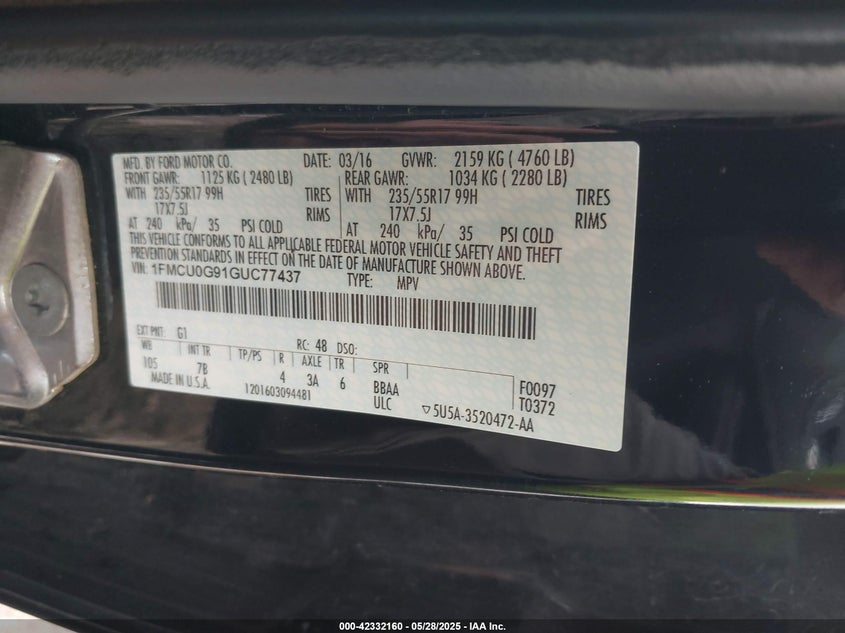 MFD. BY FORD MOTOR CO. DATE: 03/16 GVWR: 2159 KG ( 4760 LB)
FRONT GAWR: 1125 KG ( 2480 LB) REAR GAWR: 1034 KG ( 2280 LB)
WITH 235/55R17 99H TIRES WITH 235/55R17 99H TIRES
17X7.5J RIMS 17X7.5J RIMS
AT 240 kPa/ 35 PSI COLD AT 240 kPa/ 35 PSI COLD
THIS VEHICLE CONFORMS TO ALL APPLICABLE FEDERAL MOTOR VEHICLE SAFETY AND THEFT
PREVENTION STANDARDS IN EFFECT ON THE DATE OF MANUFACTURE SHOWN ABOVE.
VIN: 1FMCU0G91GUC77437
TYPE: MPV
EXT PNT: G1 RC: 48 DSO:
WB INT TR TP/PS R AXLE TR SPR
105 7B 4 3A 6 BBAA F0097
MADE IN U.S.A. 1201603094481 ULC T0372
▽5U5A-3520472-AA
000-42332160 - 05/28/2025 - IAA Inc.